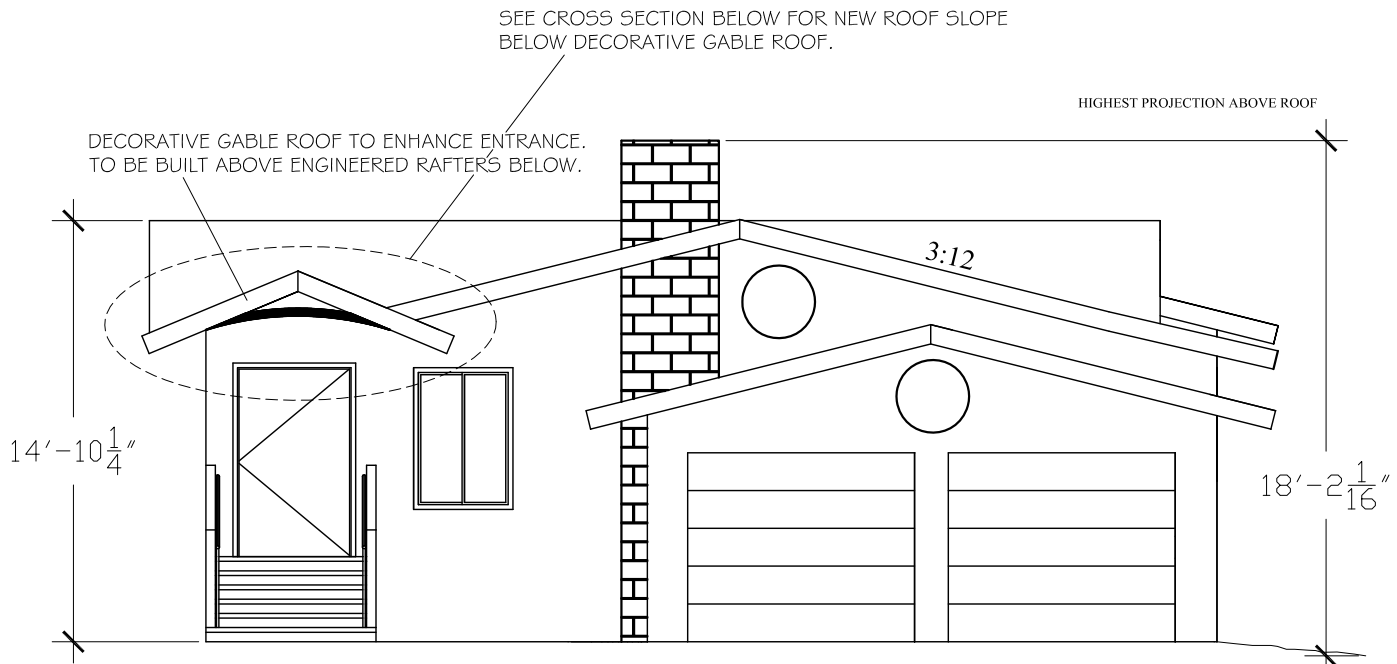 SEE CROSS SECTION BELOW FOR NEW ROOF SLOPE
BELOW DECORATIVE GABLE ROOF.
HIGHEST PROJECTION ABOVE ROOF
DECORATIVE GABLE ROOF TO ENHANCE ENTRANCE.
TO BE BUILT ABOVE ENGINEERED RAFTERS BELOW.
3:12
14'-10 1/4"
18'-2 1/16"